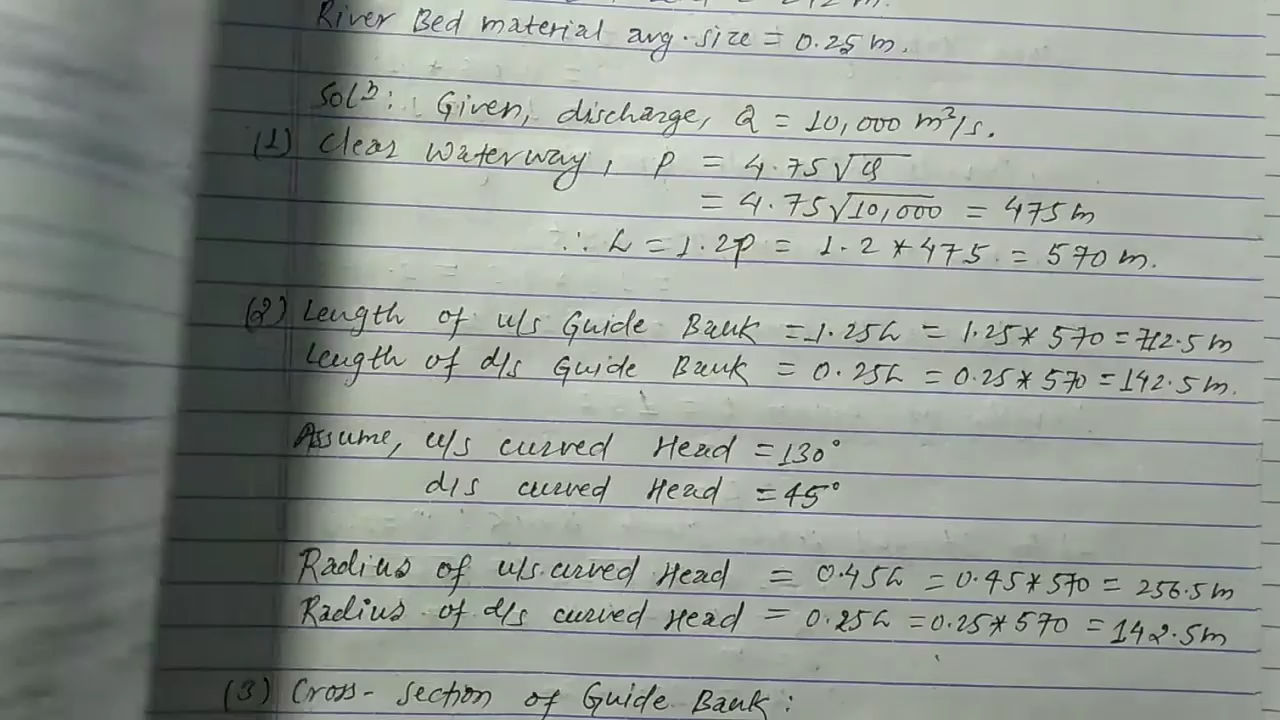 River Bed material avg. size = 0.25 m.
Solⁿ: Given, discharge, Q = 10,000 m³/s.
(1) Clear Waterway, P = 4.75√Q
= 4.75√10,000 = 475 m
∴ L = 1.2P = 1.2 * 475 = 570 m.
(2) Length of u/s Guide Bank = 1.25L = 1.25 * 570 = 712.5 m
Length of d/s Guide Bank = 0.25L = 0.25 * 570 = 142.5 m.
Assume, u/s curved Head = 130°
d/s curved Head = 45°
Radius of u/s curved Head = 0.45L = 0.45 * 570 = 256.5 m
Radius of d/s curved Head = 0.25L = 0.25 * 570 = 142.5 m
(3) Cross-section of Guide Bank: